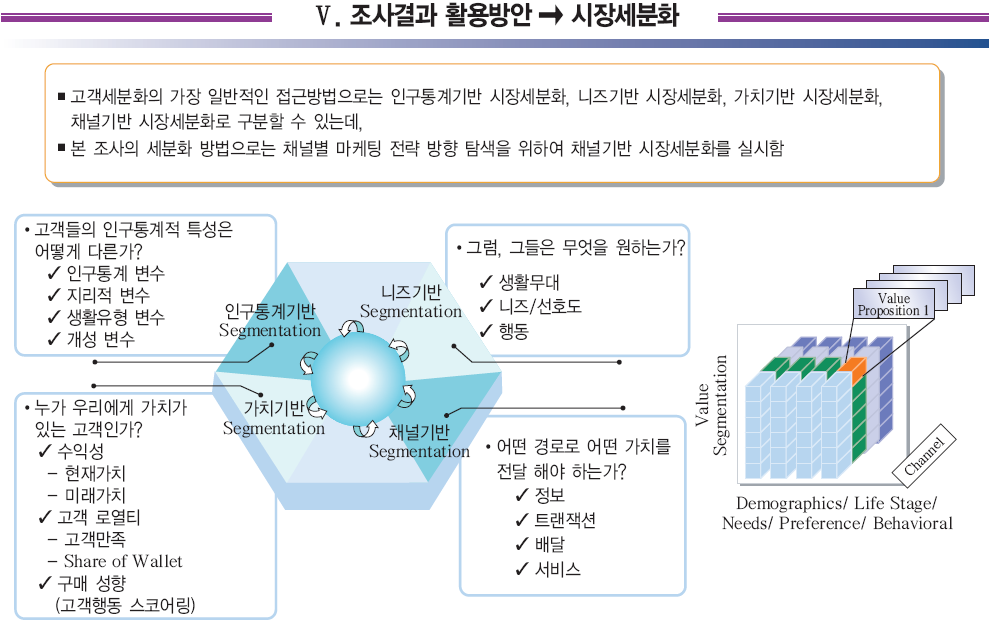 Ⅴ. 조사결과 활용방안 → 시장세분화
■ 고객세분화의 가장 일반적인 접근방법으로는 인구통계기반 시장세분화, 니즈기반 시장세분화, 가치기반 시장세분화,
채널기반 시장세분화로 구분할 수 있는데,
■ 본 조사의 세분화 방법으로는 채널별 마케팅 전략 방향 탐색을 위하여 채널기반 시장세분화를 실시함
• 고객들의 인구통계적 특성은
어떻게 다른가?
✓ 인구통계 변수
✓ 지리적 변수
✓ 생활유형 변수
✓ 개성 변수
• 그럼, 그들은 무엇을 원하는가?
✓ 생활무대
✓ 니즈/선호도
✓ 행동
인구통계기반
Segmentation
니즈기반
Segmentation
가치기반
Segmentation
채널기반
Segmentation
• 누가 우리에게 가치가
있는 고객인가?
✓ 수익성
– 현재가치
– 미래가치
✓ 고객 로열티
– 고객만족
– Share of Wallet
✓ 구매 성향
(고객행동 스코어링)
• 어떤 경로로 어떤 가치를
전달 해야 하는가?
✓ 정보
✓ 트랜잭션
✓ 배달
✓ 서비스
Value
Proposition 1
Value
Segmentation
Channel
Demographics/ Life Stage/
Needs/ Preference/ Behavioral